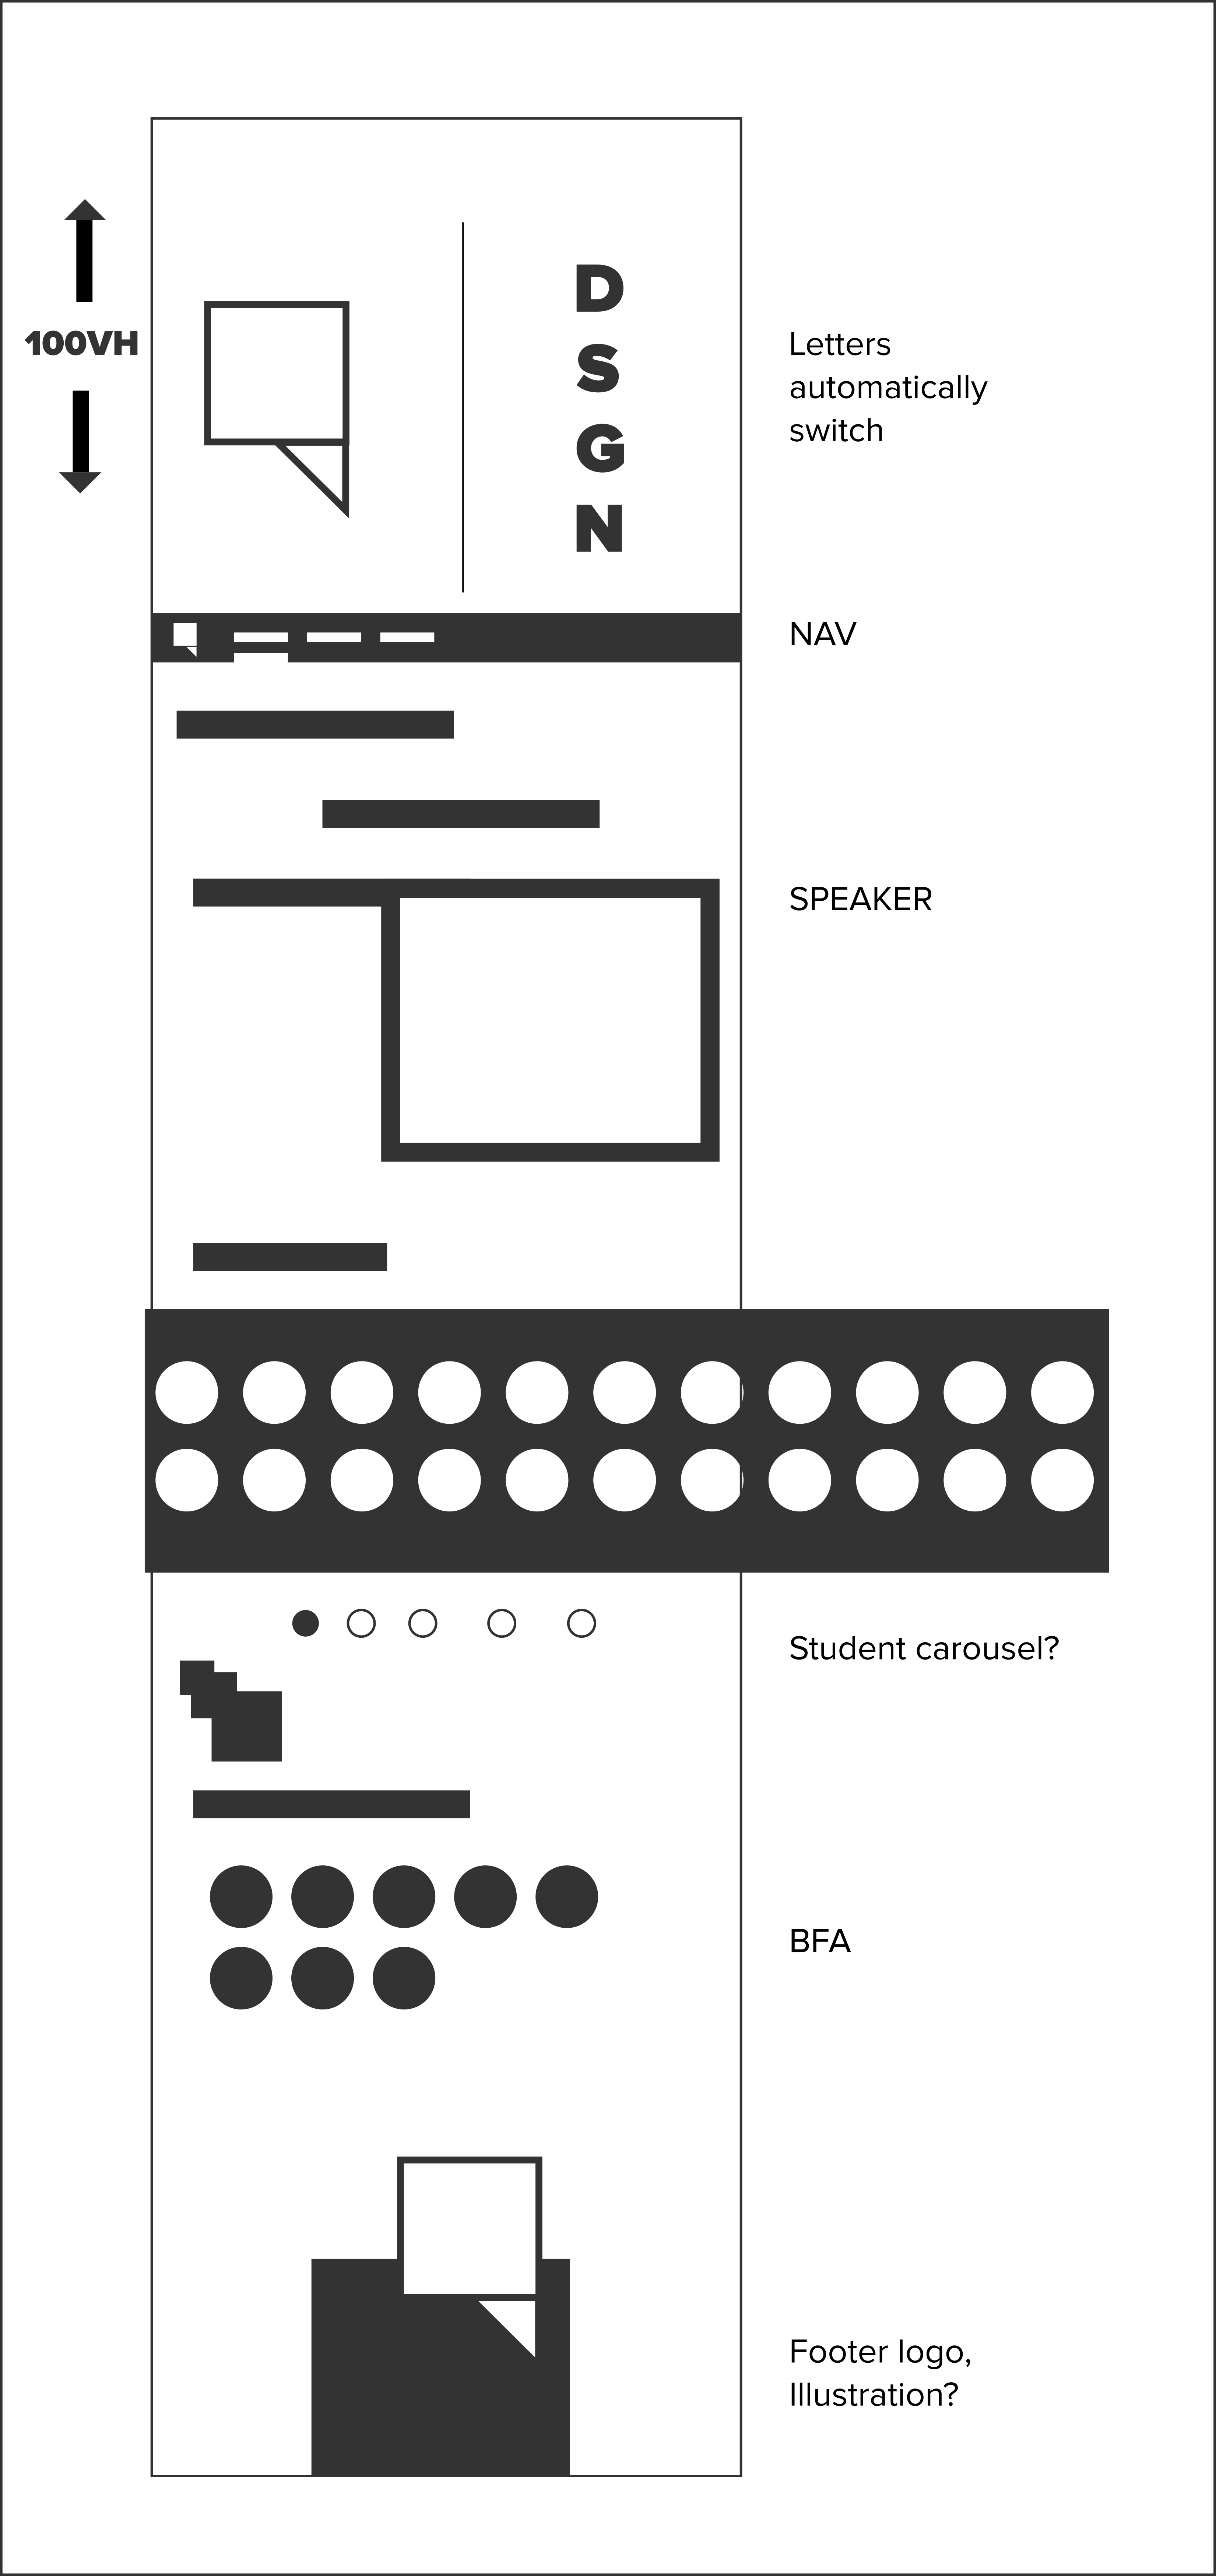 D
S
G
N
100VH
Letters
automatically
switch
NAV
SPEAKER
Student carousel?
BFA
Footer logo,
Illustration?